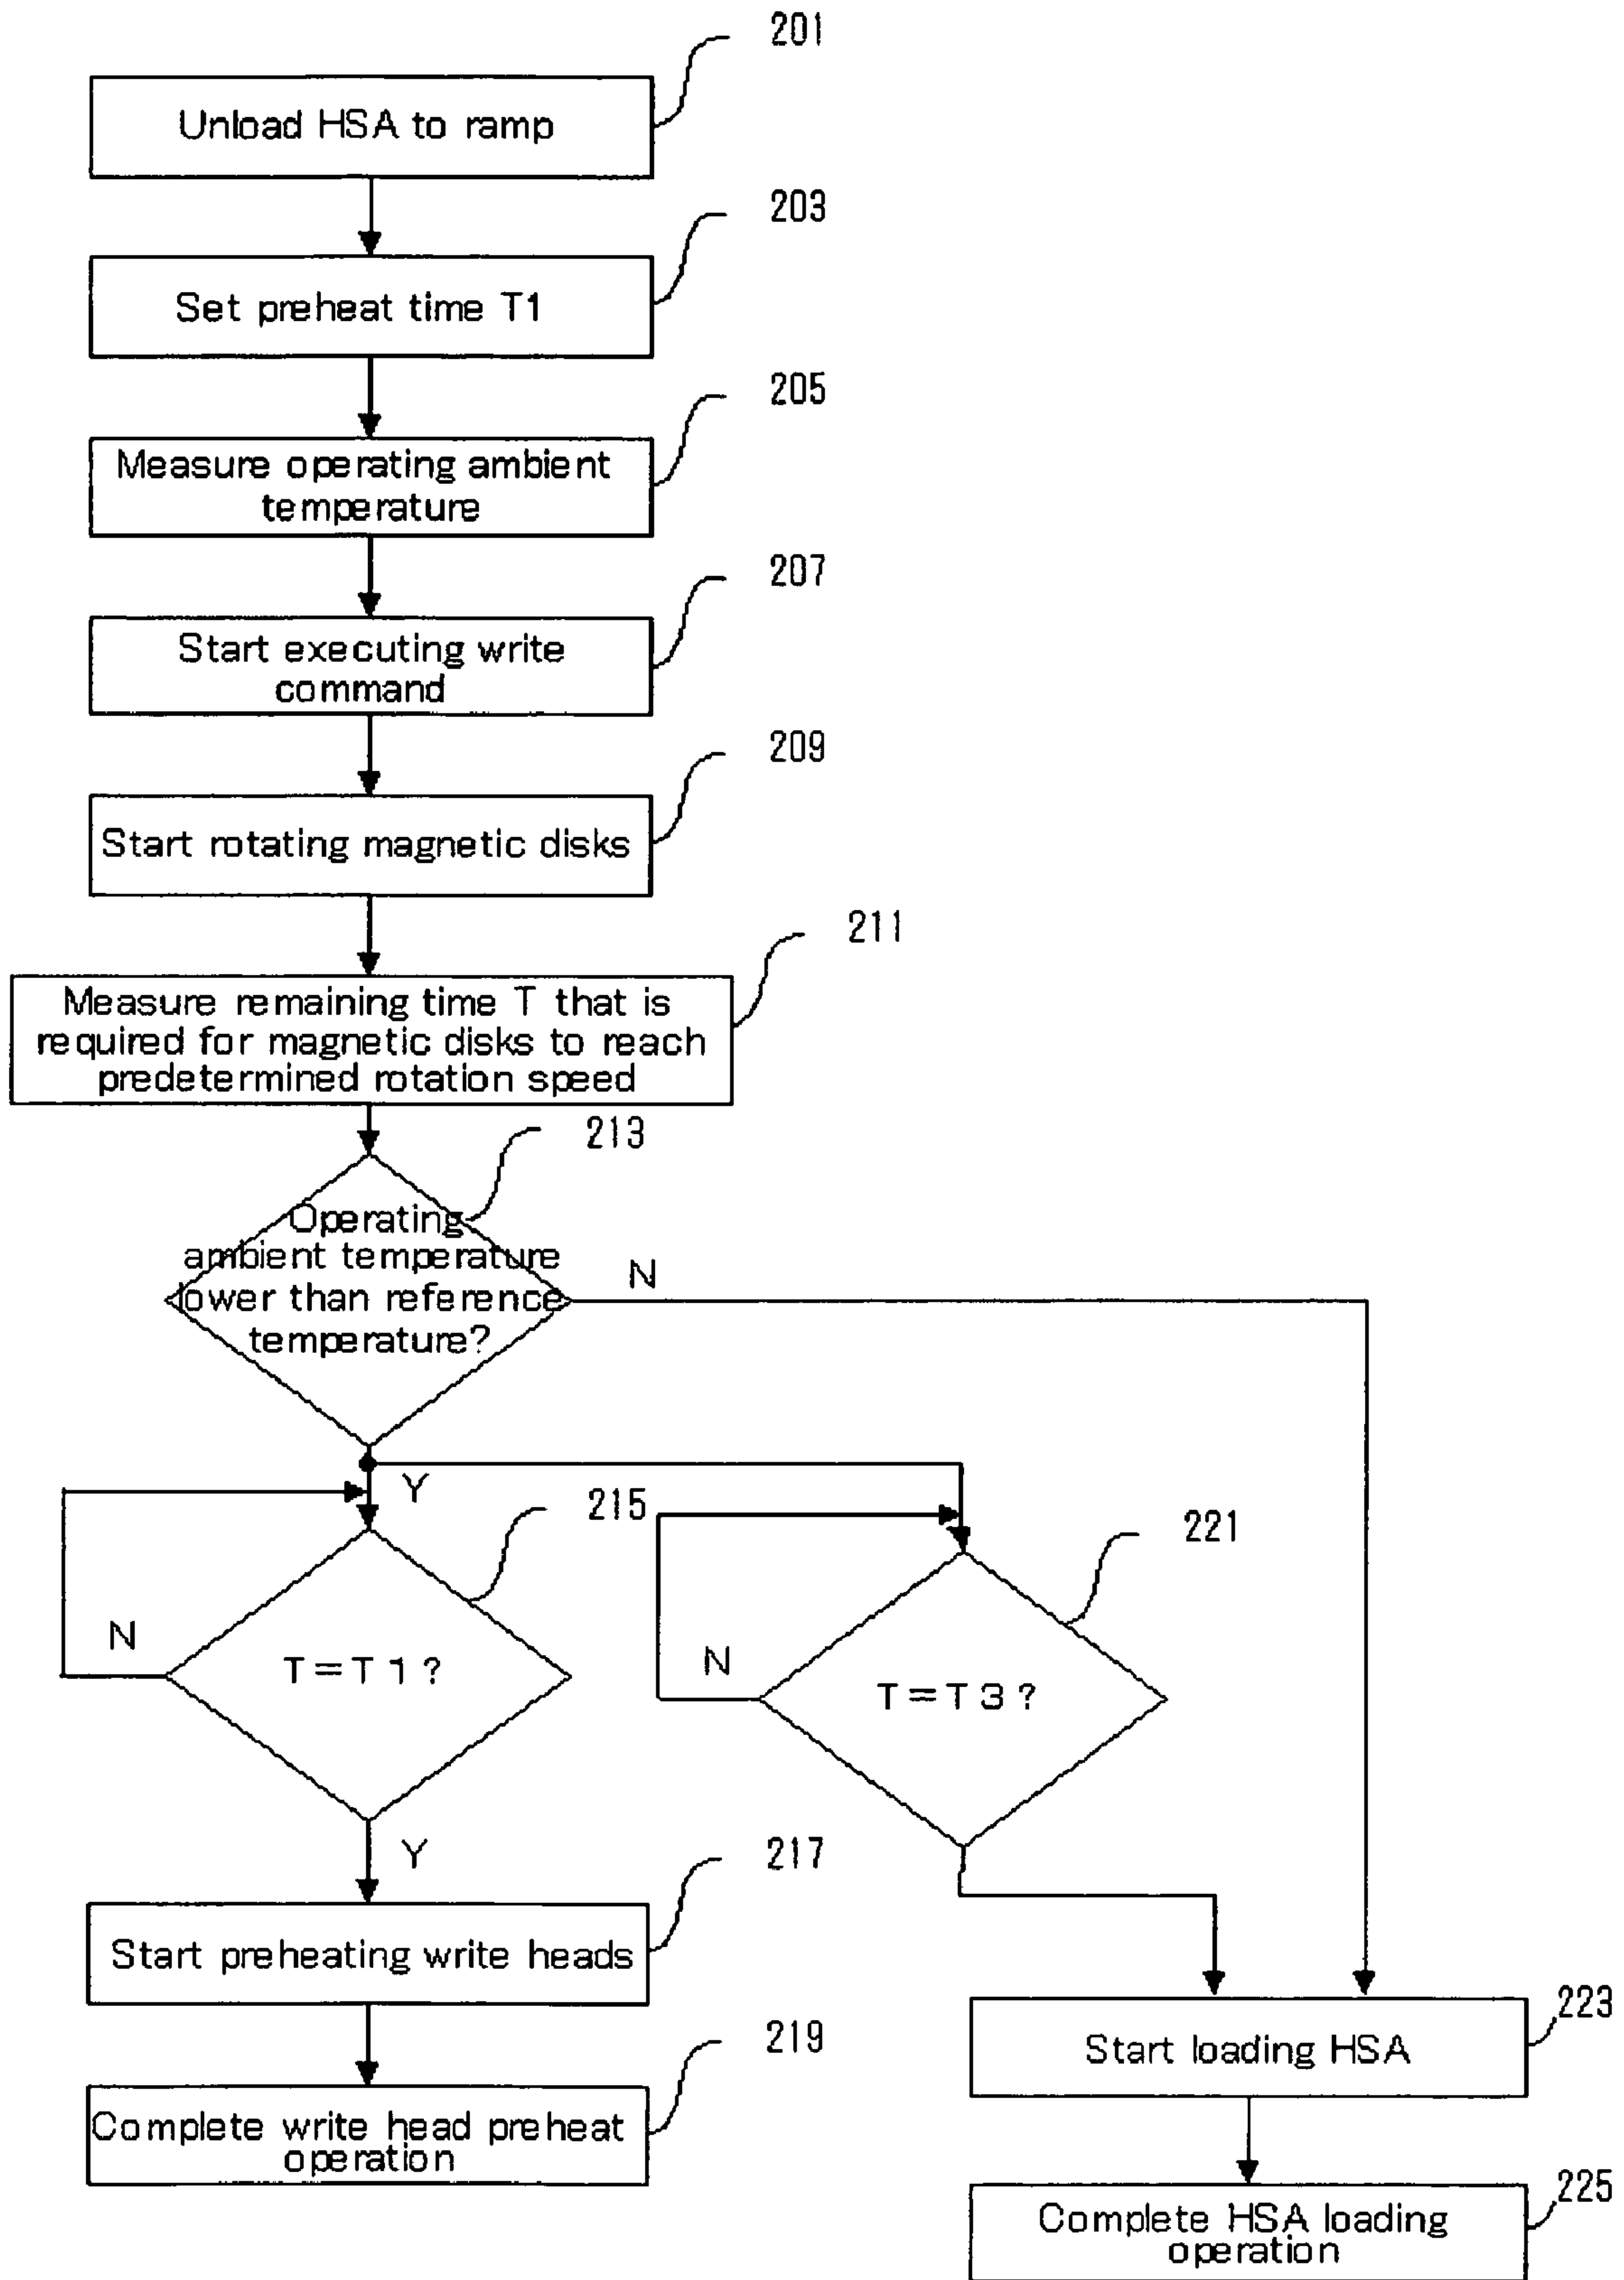 201
Unload HSA to ramp
203
Set preheat time T1
205
Measure operating ambient
temperature
207
Start executing write
command
209
Start rotating magnetic disks
211
Measure remaining time T that is
required for magnetic disks to reach
predetermined rotation speed
213
Operating
ambient temperature
lower than reference
temperature?
N
Y
215
T=T1?
N
Y
221
T=T3?
N
217
Start preheating write heads
219
Complete write head preheat
operation
223
Start loading HSA
225
Complete HSA loading
operation